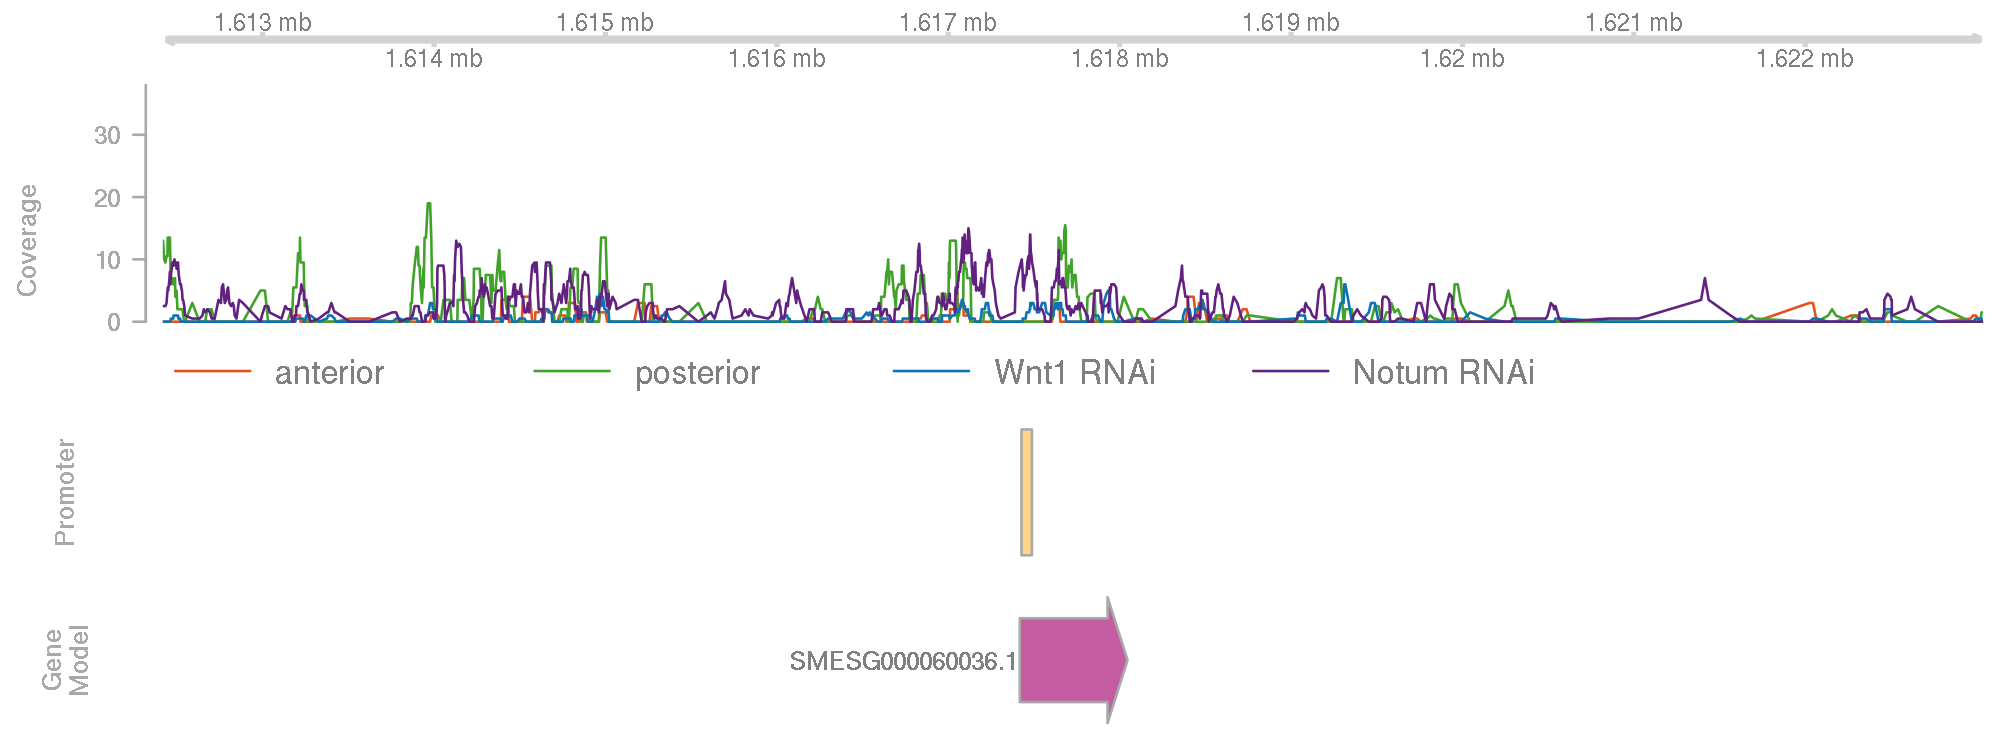 1.613 mb 1.615 mb 1.617 mb 1.619 mb 1.621 mb
1.614 mb 1.616 mb 1.618 mb 1.62 mb 1.622 mb
Coverage
30
20
10
0
anterior posterior Wnt1 RNAi Notum RNAi
Promoter
Gene
Model
SMESG000060036.1